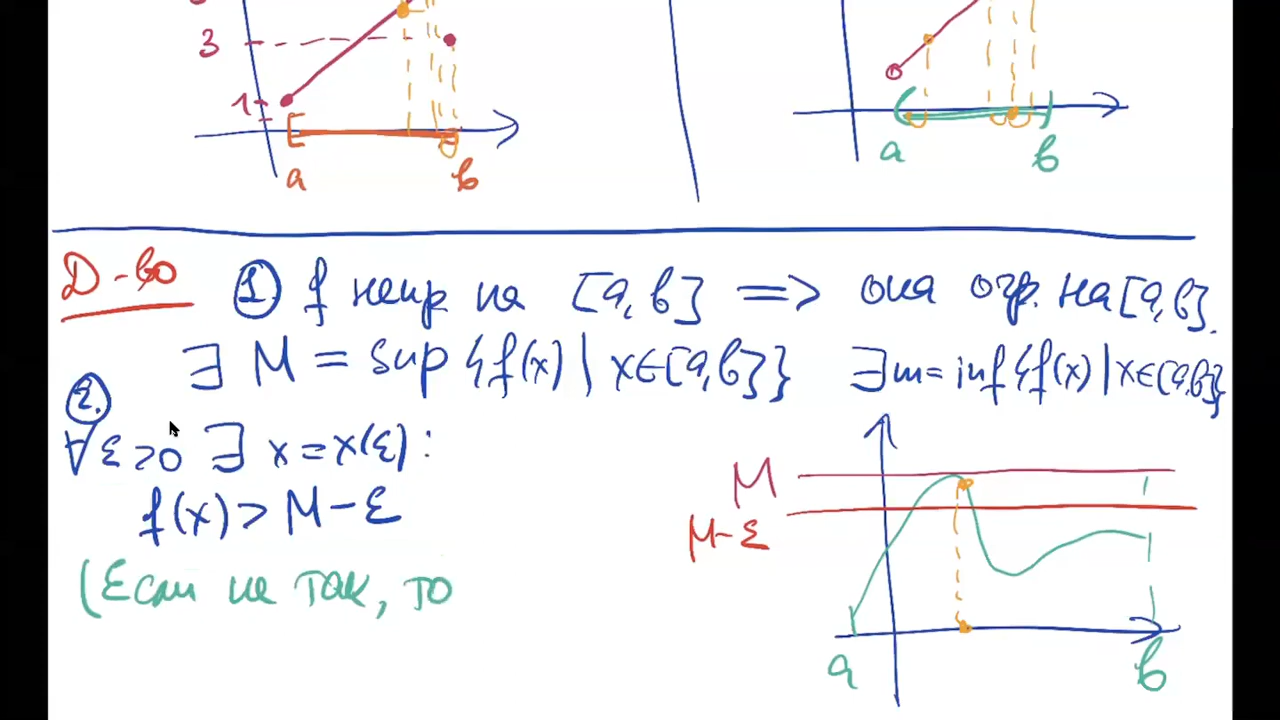 3
1
a
b
a
b
Д-во ① f непр на [a,b] => она огр. на [a,b].
∃ M = sup {f(x) | x∈[a,b]} ∃ m = inf {f(x) | x∈[a,b]}
②.
∀ε>0 ∃ x = x(ε) :
f(x) > M-ε
(Если не так, то
M
M-ε
a
b